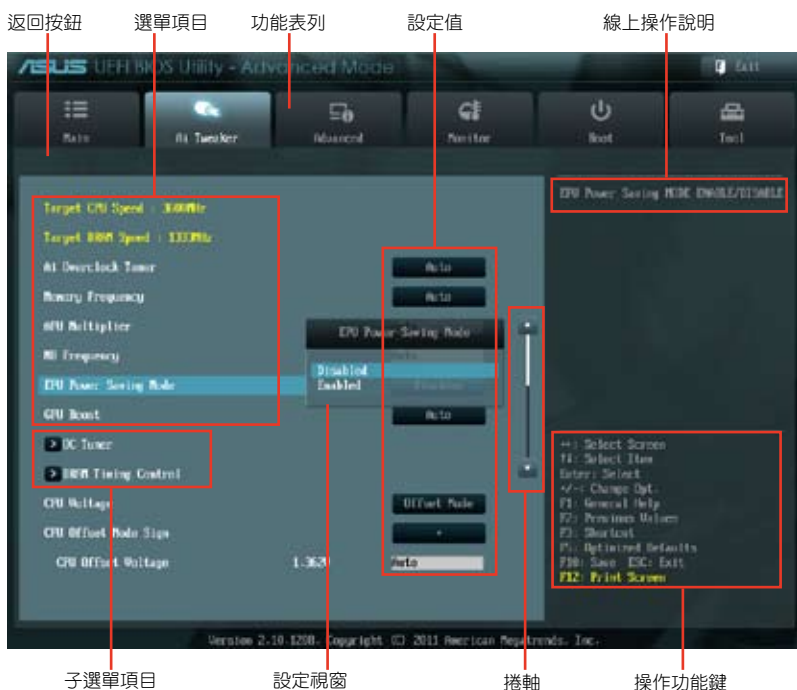 返回按鈕 選單項目 功能表列 設定值 線上操作說明
ASUS UEFI BIOS Utility - Advanced Mode
Exit
Main Ai Tweaker Advanced Monitor Boot Tool
EPU Power Saving MODE ENABLE/DISABLE
Target CPU Speed : 3600MHz
Target DRAM Speed : 1333MHz
Ai Overclock Tuner Auto
Memory Frequency Auto
APU Multiplier
NB Frequency
EPU Power Saving Mode
EPU Power Saving Mode
Disabled
Enabled
GPU Boost Auto
> OC Tuner
> DRAM Timing Control
CPU Voltage Offset Mode
CPU Offset Mode Sign +
CPU Offset Voltage 1.362V Auto
→←: Select Screen
↑↓: Select Item
Enter: Select
+/-: Change Opt.
F1: General Help
F2: Previous Values
F3: Shortcut
F5: Optimized Defaults
F10: Save ESC: Exit
F12: Print Screen
Version 2.10.1208. Copyright (C) 2011 American Megatrends, Inc.
子選單項目 設定視窗 捲軸 操作功能鍵